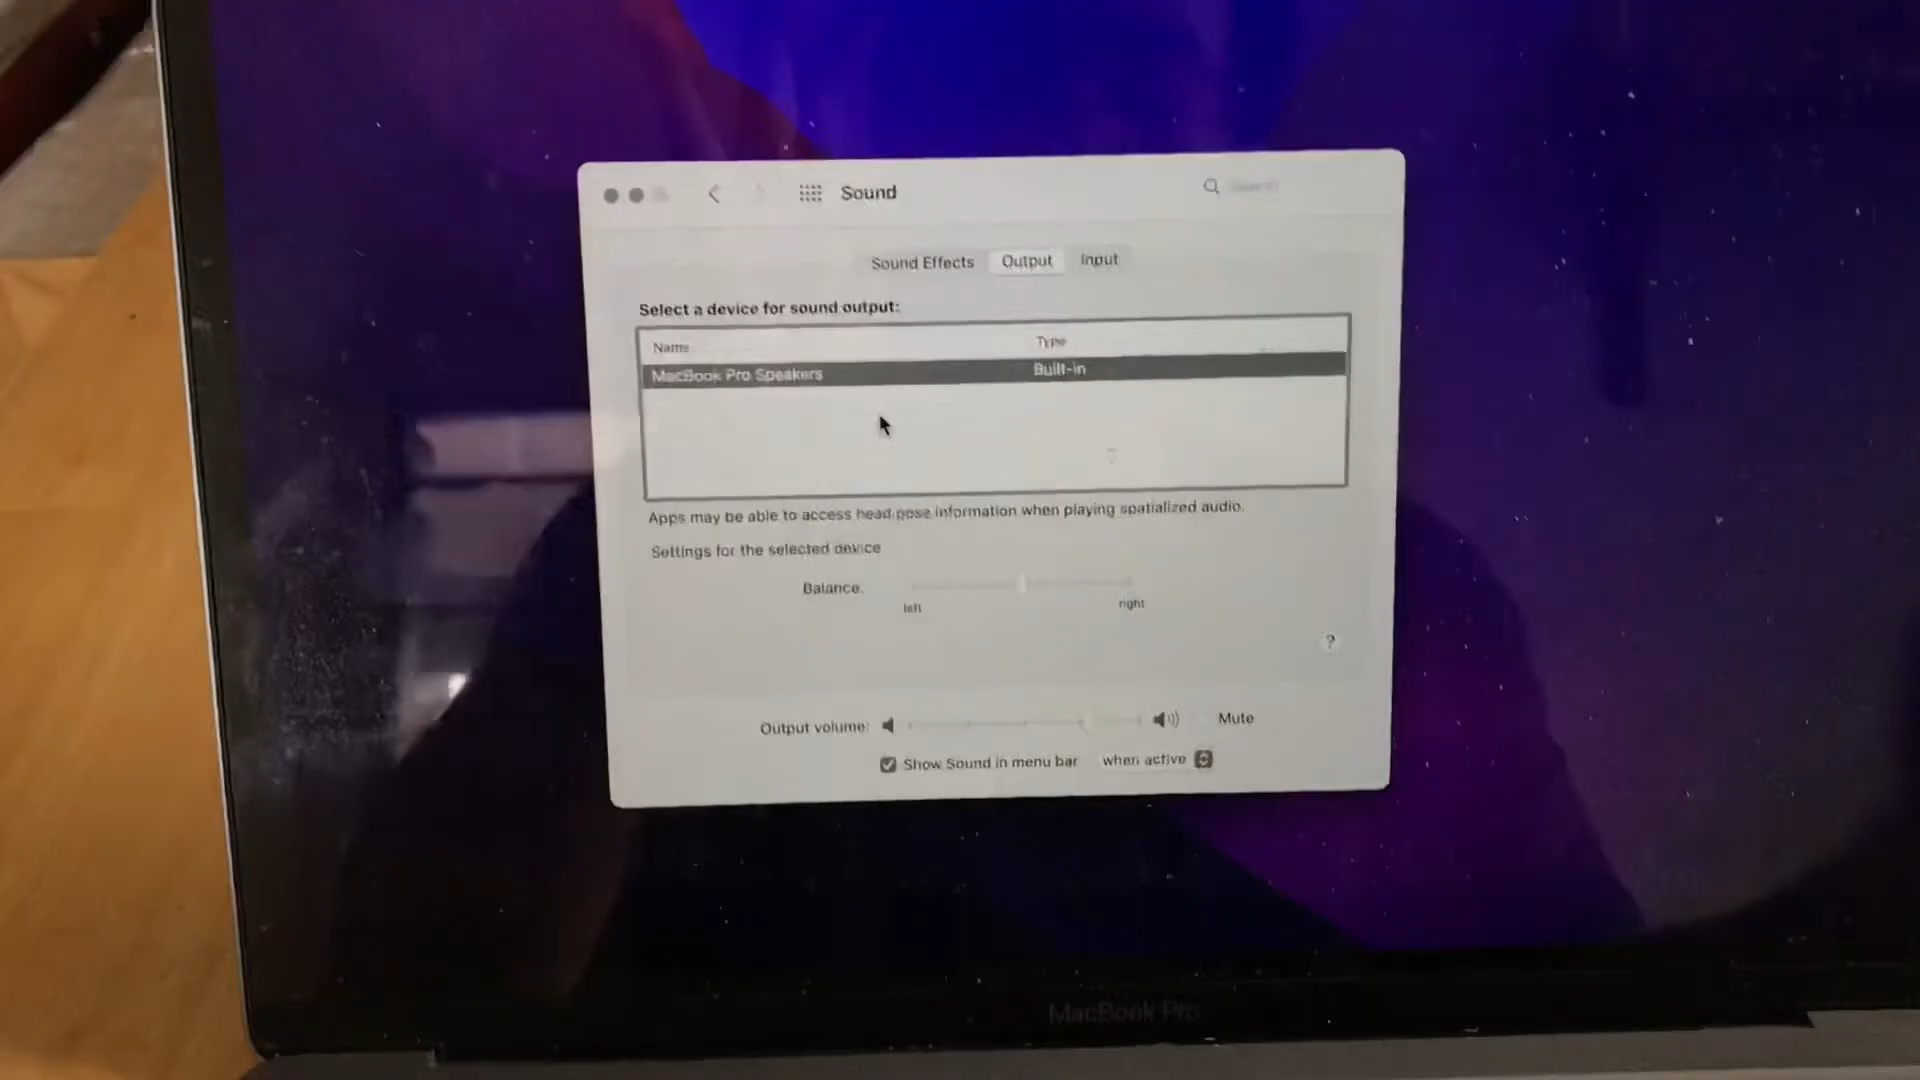 Sound
Search
Sound Effects Output Input
Select a device for sound output:
Name Type
MacBook Pro Speakers Built-in
Apps may be able to access head pose information when playing spatialized audio.
Settings for the selected device
Balance:
left right
?
Output volume: Mute
Show Sound in menu bar when active
MacBook Pro